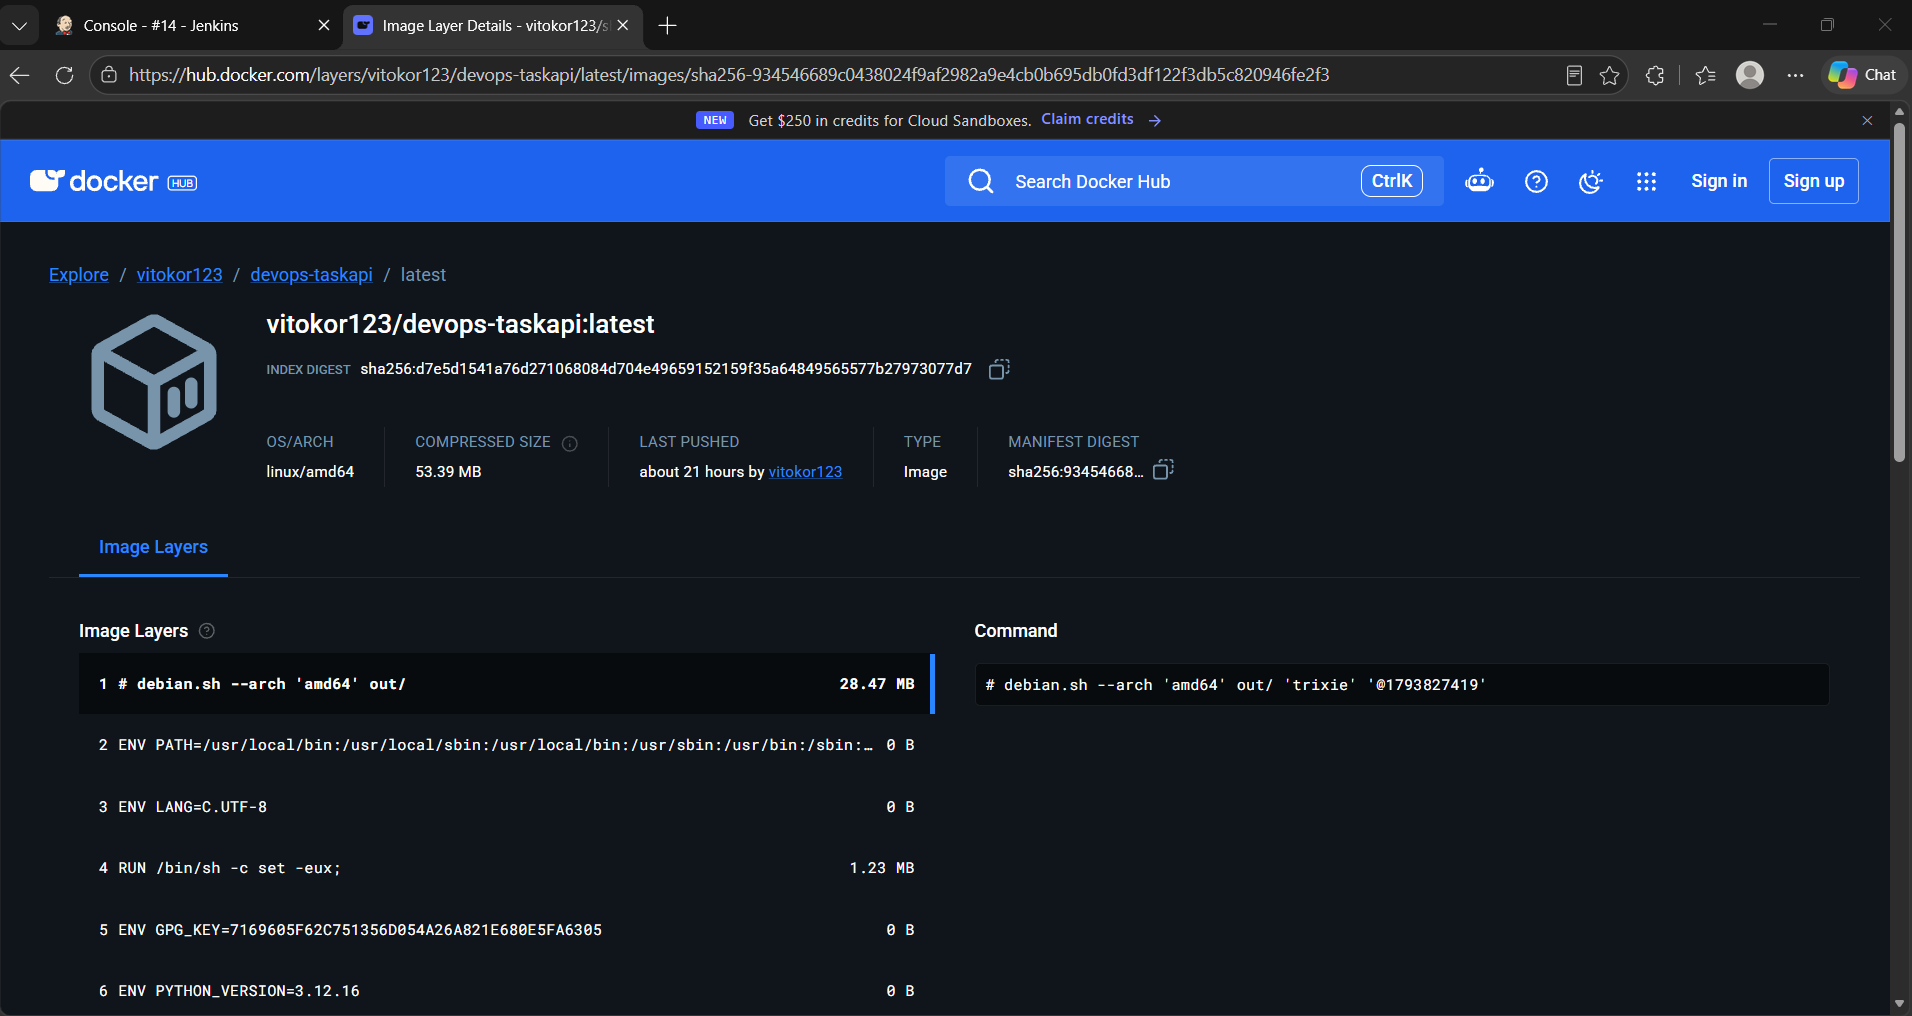 Console - #14 - Jenkins
Image Layer Details - vitokor123/
https://hub.docker.com/layers/vitokor123/devops-taskapi/latest/images/sha256-934546689c0438024f9af2982a9e4cb0b695db0fd3df122f3db5c820946fe2f3
Chat
NEW Get $250 in credits for Cloud Sandboxes. Claim credits →
docker HUB
Search Docker Hub
CtrlK
Sign in
Sign up
Explore / vitokor123 / devops-taskapi / latest
vitokor123/devops-taskapi:latest
INDEX DIGEST sha256:d7e5d1541a76d271068084d704e49659152159f35a64849565577b27973077d7
OS/ARCH
linux/amd64
COMPRESSED SIZE
53.39 MB
LAST PUSHED
about 21 hours by vitokor123
TYPE
Image
MANIFEST DIGEST
sha256:93454668...
Image Layers
Image Layers
1 # debian.sh --arch 'amd64' out/ 28.47 MB
2 ENV PATH=/usr/local/bin:/usr/local/sbin:/usr/local/bin:/usr/sbin:/usr/bin:/sbin:… 0 B
3 ENV LANG=C.UTF-8 0 B
4 RUN /bin/sh -c set -eux; 1.23 MB
5 ENV GPG_KEY=7169605F62C751356D054A26A821E680E5FA6305 0 B
6 ENV PYTHON_VERSION=3.12.16 0 B
Command
# debian.sh --arch 'amd64' out/ 'trixie' '@1793827419'